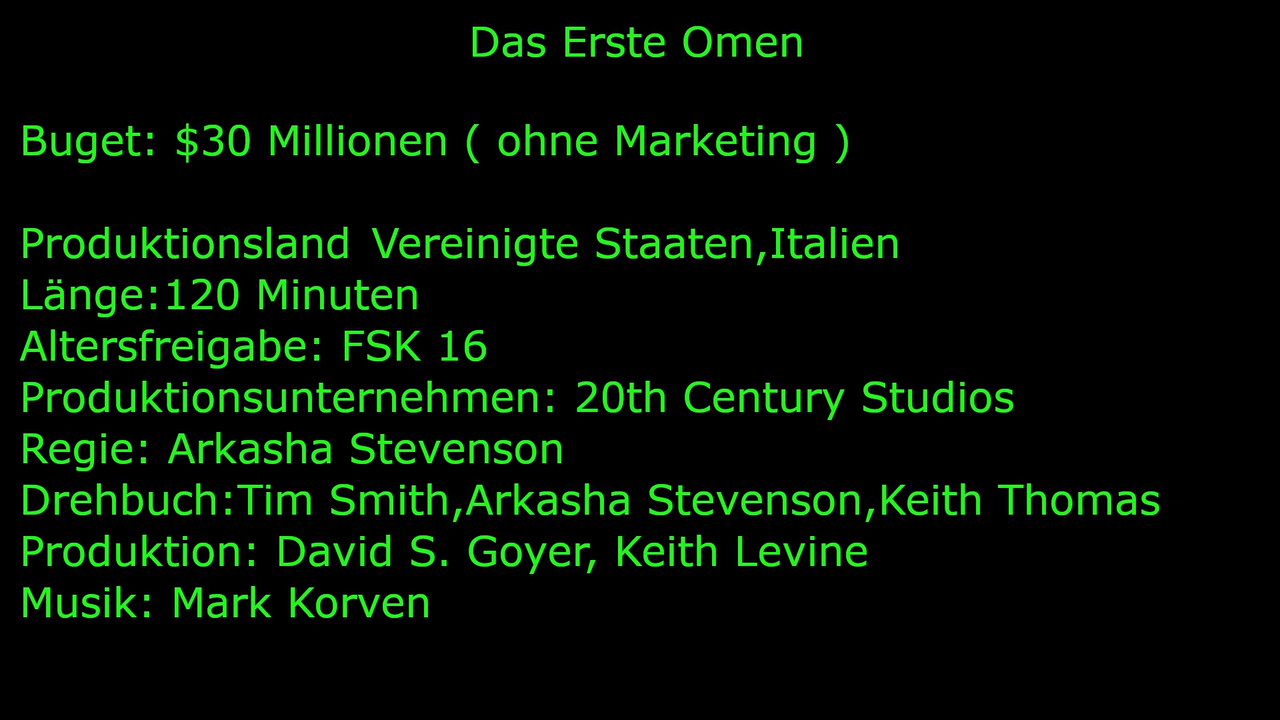 Das Erste Omen
Buget: $30 Millionen ( ohne Marketing )
Produktionsland Vereinigte Staaten,Italien
Länge:120 Minuten
Altersfreigabe: FSK 16
Produktionsunternehmen: 20th Century Studios
Regie: Arkasha Stevenson
Drehbuch:Tim Smith,Arkasha Stevenson,Keith Thomas
Produktion: David S. Goyer, Keith Levine
Musik: Mark Korven